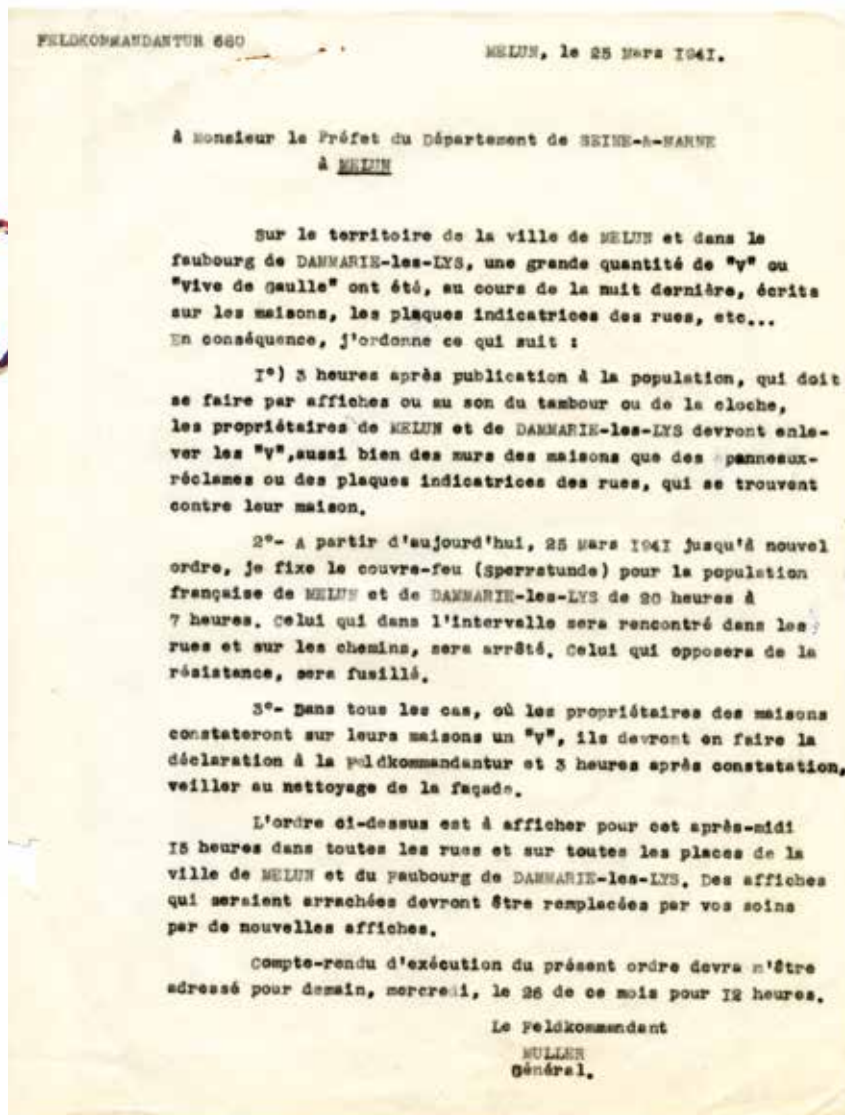 FELDKOMMANDANTUR 680
MELUN, le 25 Mars I94I.
à Monsieur le Préfet du Département de SEINE-&-MARNE
à MELUN
Sur le territoire de la ville de MELUN et dans le
faubourg de DAMMARIE-les-LYS, une grande quantité de "V" ou
"Vive de Gaulle" ont été, au cours de la nuit dernière, écrits
sur les maisons, les plaques indicatrices des rues, etc...
En conséquence, j'ordonne ce qui suit :
I°) 3 heures après publication à la population, qui doit
se faire par affiches ou au son du tambour ou de la cloche,
les propriétaires de MELUN et de DAMMARIE-les-LYS devront enle-
ver les "V",aussi bien des murs des maisons que des panneaux-
réclames ou des plaques indicatrices des rues, qui se trouvent
contre leur maison.
2°- A partir d'aujourd'hui, 25 Mars I94I jusqu'à nouvel
ordre, je fixe le couvre-feu (Sperrstunde) pour la population
française de MELUN et de DAMMARIE-les-LYS de 20 heures à
7 heures. Celui qui dans l'intervalle sera rencontré dans les
rues et sur les chemins, sera arrêté. Celui qui opposera de la
résistance, sera fusillé.
3°- Dans tous les cas, où les propriétaires des maisons
constateront sur leurs maisons un "V", ils devront en faire la
déclaration à la Feldkommandantur et 3 heures après constatation,
veiller au nettoyage de la façade.
L'ordre ci-dessus est à afficher pour cet après-midi
I5 heures dans toutes les rues et sur toutes les places de la
ville de MELUN et du Faubourg de DAMMARIE-les-LYS. Des affiches
qui seraient arrachées devront être remplacées par vos soins
par de nouvelles affiches.
Compte-rendu d'exécution du présent ordre devra m'être
adressé pour demain, mercredi, le 26 de ce mois pour I2 heures.
Le Feldkommandant
MULLER
Général.